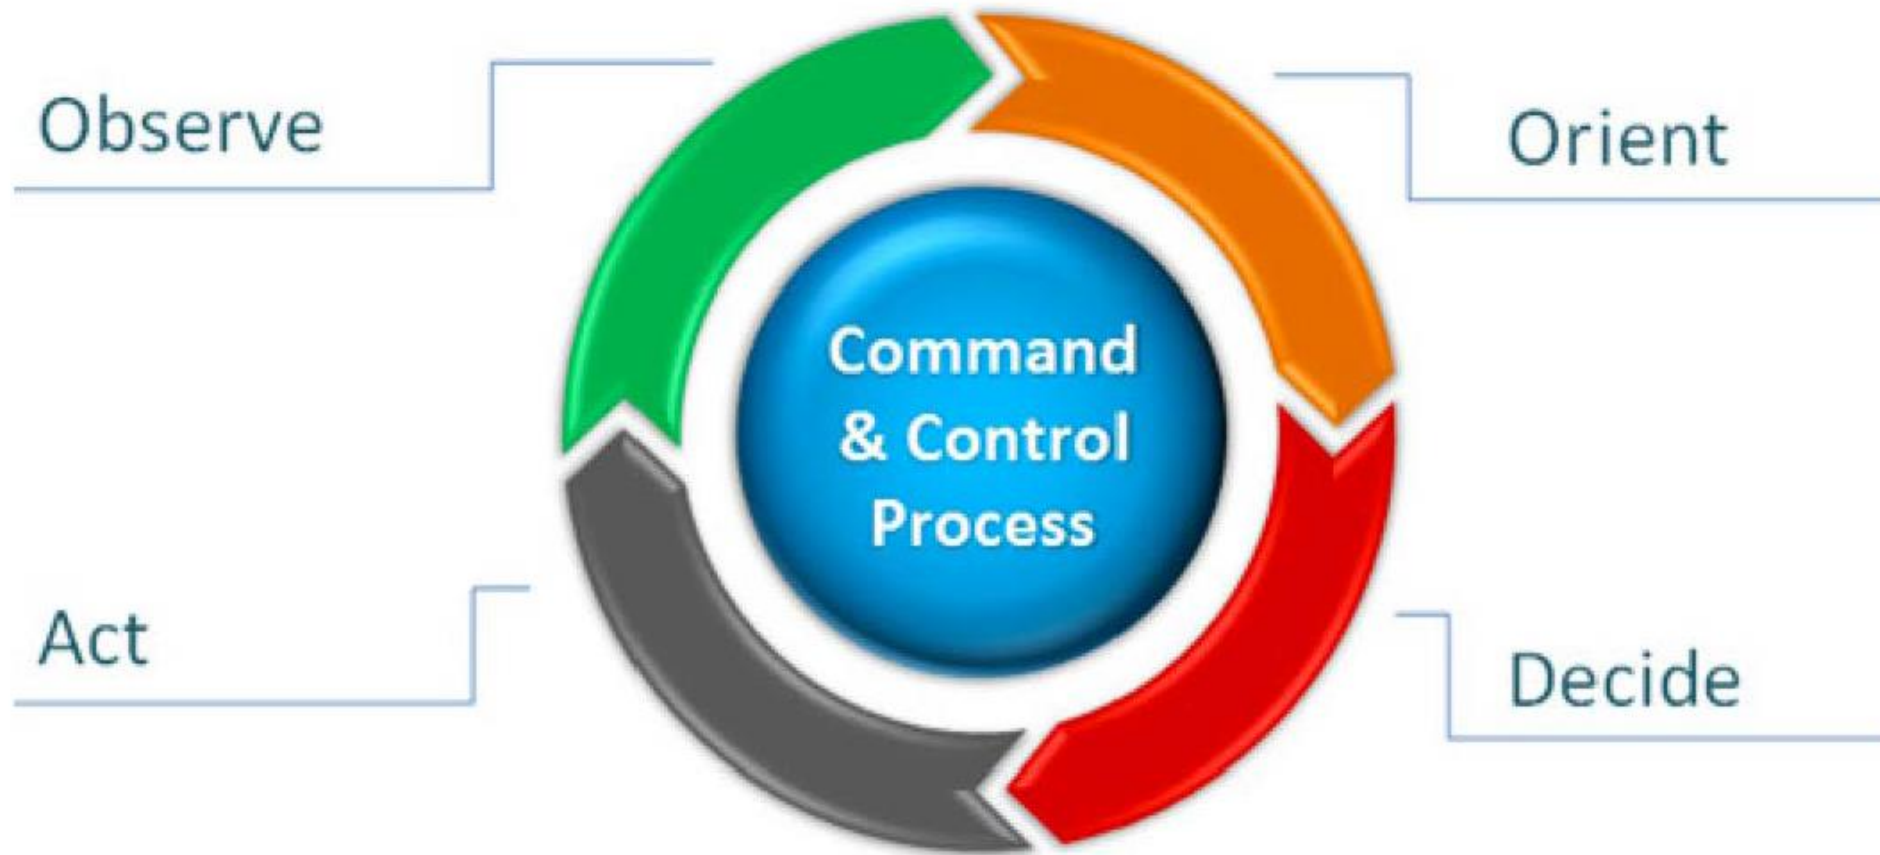 Observe
Orient
Command
& Control
Process
Act
Decide